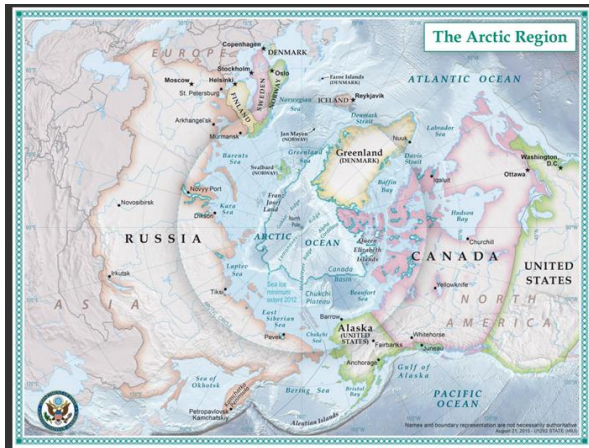 The Arctic Region
EUROPE
Copenhagen
DENMARK
Stockholm
Oslo
Helsinki
Moscow
St. Petersburg
FINLAND
SWEDEN
NORWAY
Norwegian
Sea
Faroe Islands
(DENMARK)
ICELAND
Reykjavik
ATLANTIC OCEAN
Denmark
Strait
Labrador
Sea
Arkhangel'sk
Murmansk
Jan Mayen
(NORWAY)
Greenland
Sea
Greenland
(DENMARK)
Nuuk
Davis
Strait
Barents
Sea
Svalbard
(NORWAY)
Baffin
Bay
Iqaluit
Washington,
D.C.
Ottawa
Novyy Port
Kara
Sea
Franz
Josef
Land
Novosibirsk
Dikson
North
Pole
Hudson
Bay
RUSSIA
ARCTIC
OCEAN
Queen
Elizabeth
Islands
Churchill
CANADA
UNITED
STATES
Laptev
Sea
Canada
Basin
Irkutsk
Tiksi
Sea ice
minimum
extent 2012
Chukchi
Plateau
Beaufort
Sea
Yellowknife
NORTH
AMERICA
ASIA
East
Siberian
Sea
Pevek
Chukchi
Sea
Barrow
Alaska
(UNITED
STATES)
Fairbanks
Whitehorse
Juneau
Anchorage
Gulf of
Alaska
Sea of
Okhotsk
Kamchatka
Peninsula
Petropavlovsk
Kamchatskiy
Bering Sea
Bristol
Bay
Aleutian Islands
PACIFIC
OCEAN
Names and boundary representation are not necessarily authoritative